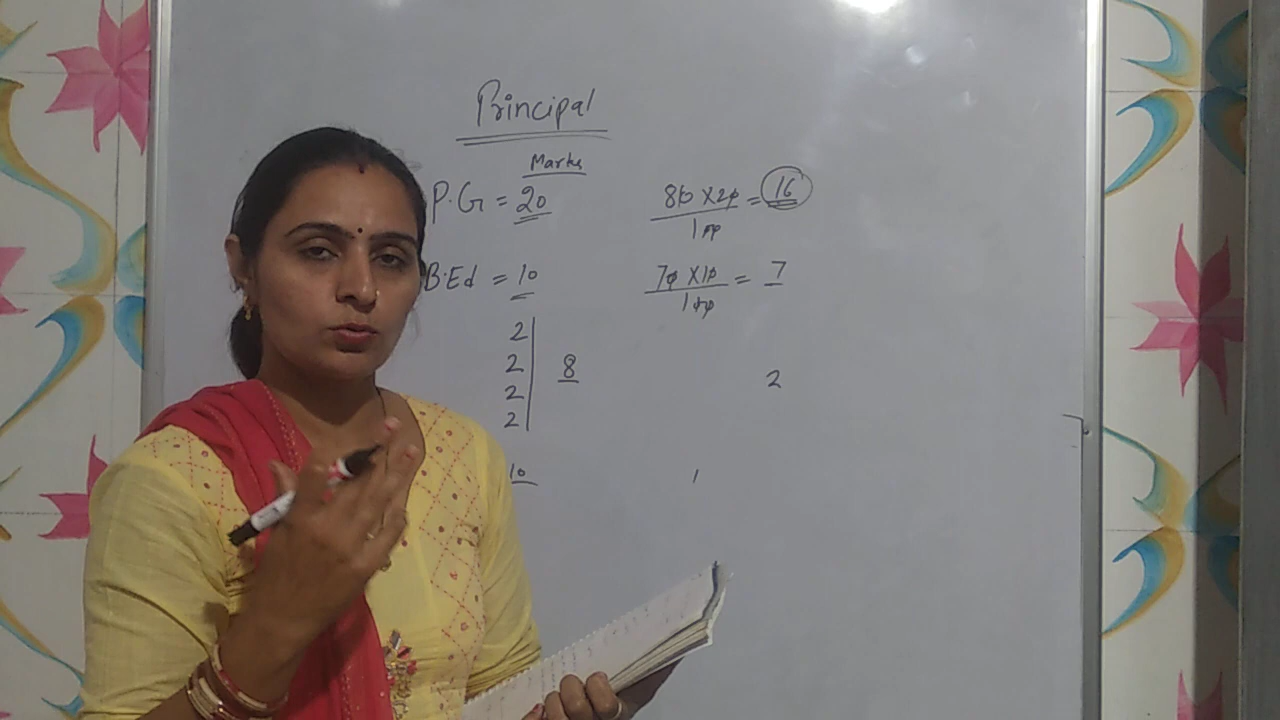 Principal
Marks
P.G = 20 80 X 20 = 16
100
B.Ed = 10 70 X 10 = 7
100
2
2 8 2
2
2
10 1